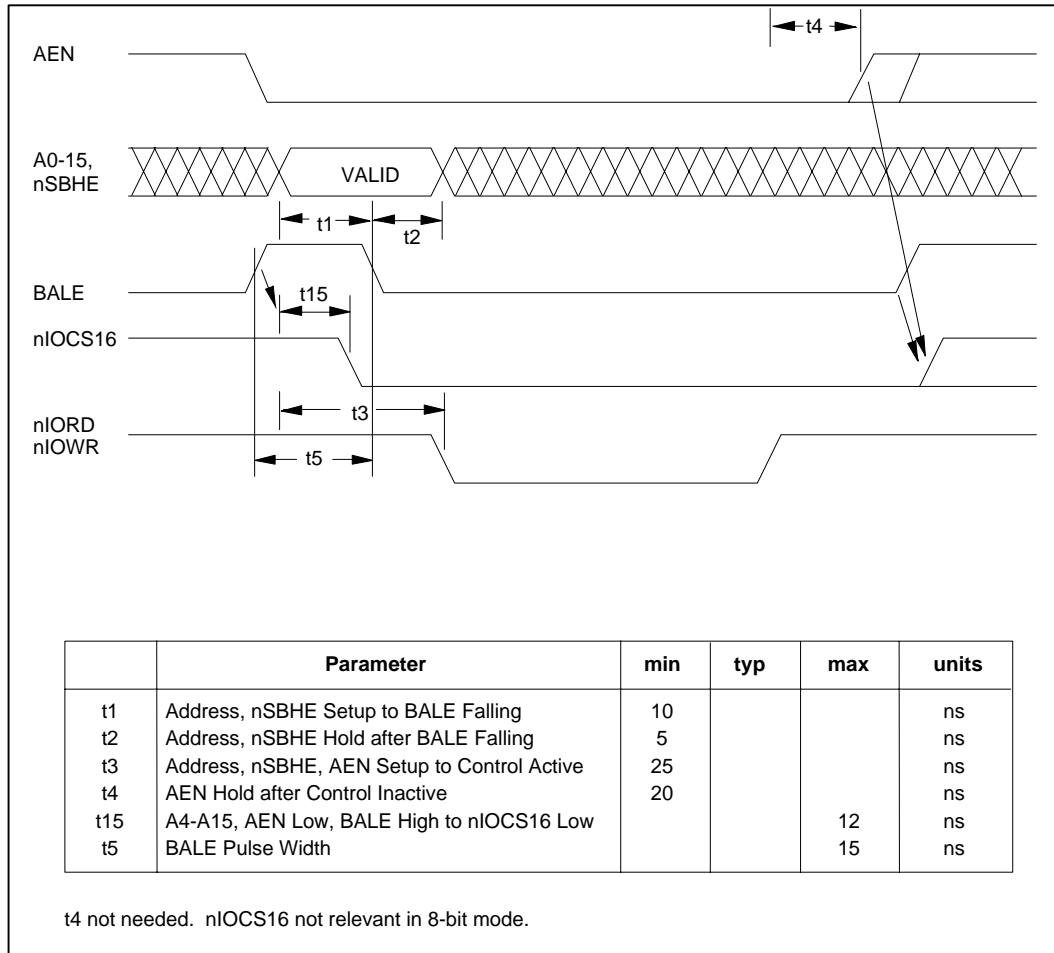 t4
AEN
A0-15,
nSBHE
VALID
t1
t2
BALE
t15
nIOCS16
t3
nIORD
nIOWR
t5
Parameter min typ max units
t1 Address, nSBHE Setup to BALE Falling 10 ns
t2 Address, nSBHE Hold after BALE Falling 5 ns
t3 Address, nSBHE, AEN Setup to Control Active 25 ns
t4 AEN Hold after Control Inactive 20 ns
t15 A4-A15, AEN Low, BALE High to nIOCS16 Low 12 ns
t5 BALE Pulse Width 15 ns
t4 not needed. nIOCS16 not relevant in 8-bit mode.